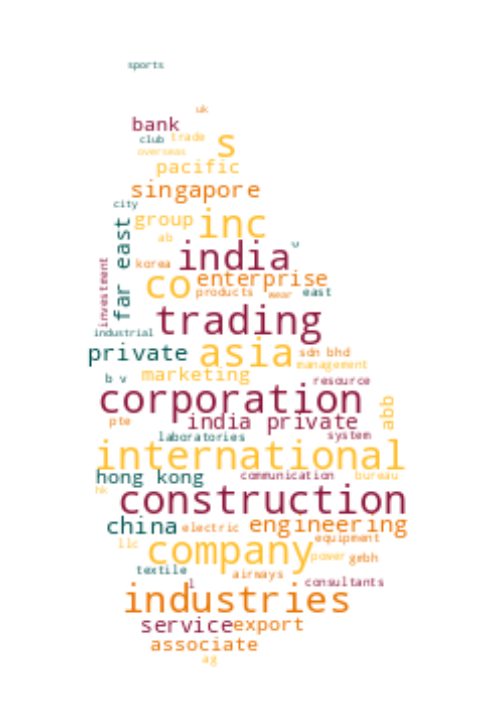 sports
uk
bank
club trade
s
overseas
pacific
singapore
city
group inc
ab
far east
india v
korea
investment
co enterprise
products wear east
trading
industrial
private asia sdn bhd
management
b v marketing resource
corporation
abb
pte india private
laboratories system
international
hong kong communication bureau
hk
construction
china electric engineering
llc equipment
company power gmbh
textile airways
l consultants
industries
service export
associate
ag